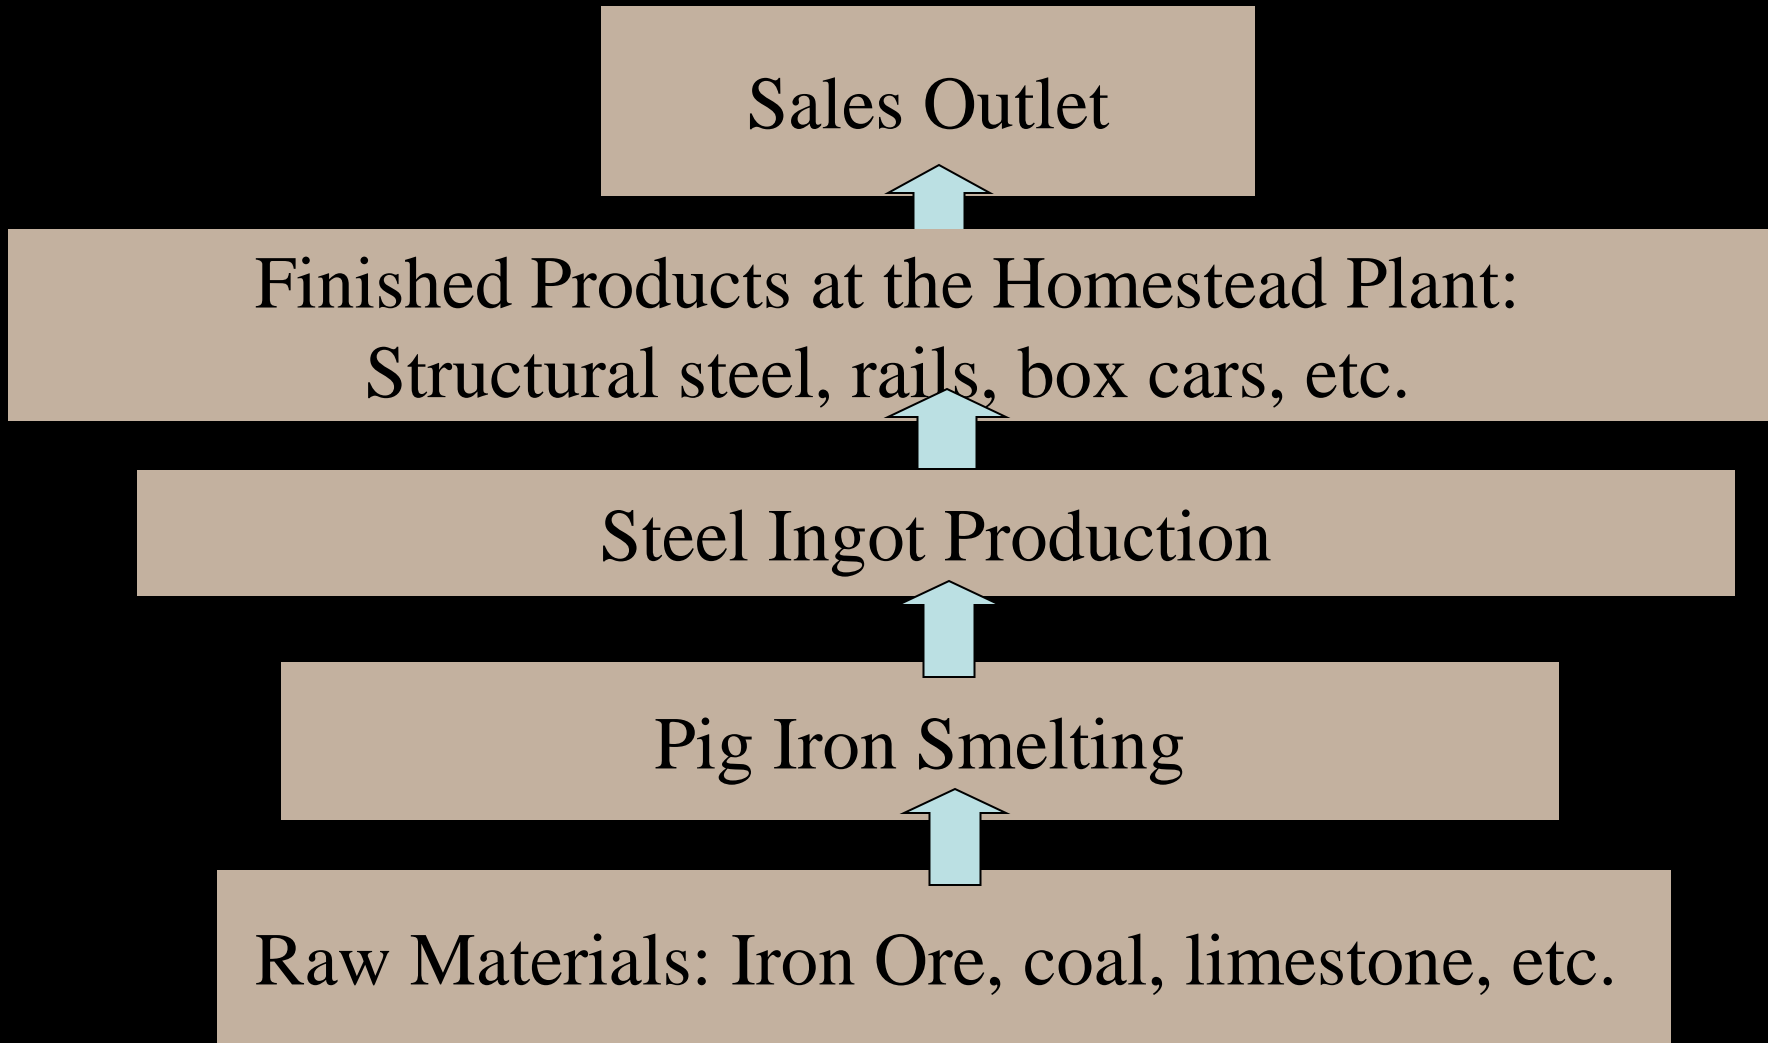 Sales Outlet
Finished Products at the Homestead Plant:
Structural steel, rails, box cars, etc.
Steel Ingot Production
Pig Iron Smelting
Raw Materials: Iron Ore, coal, limestone, etc.